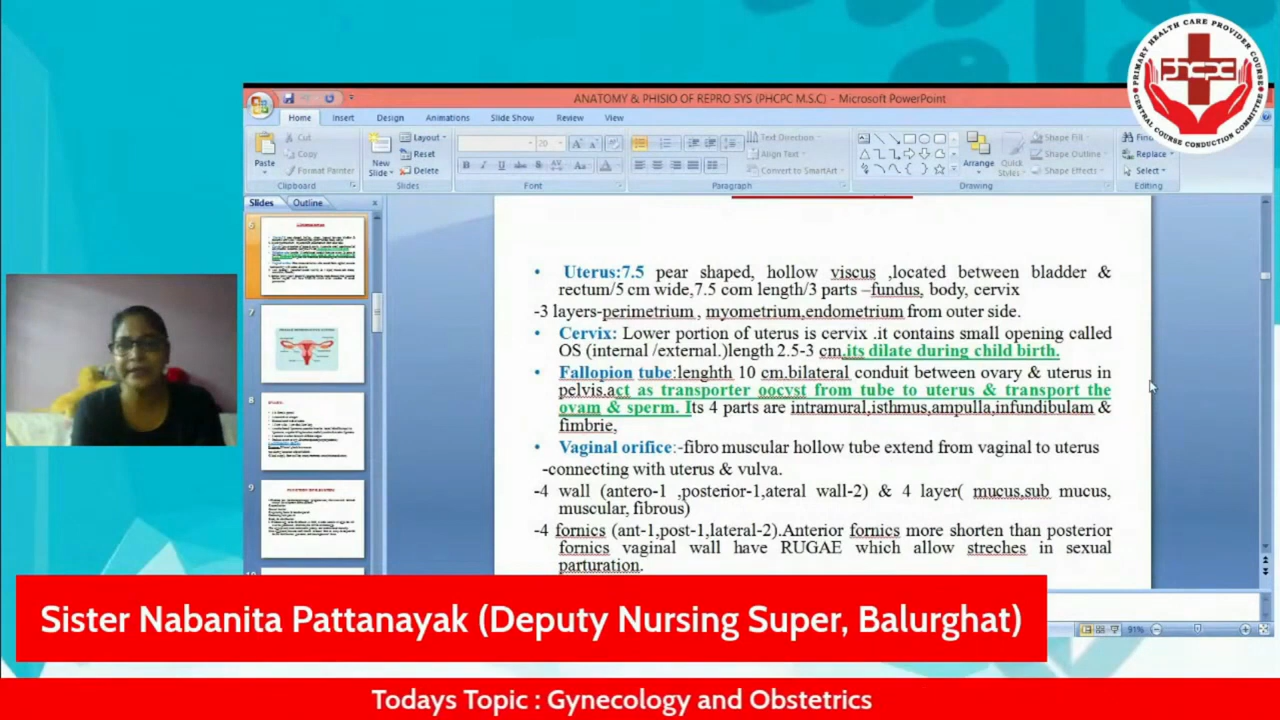 PRIMARY HEALTH CARE PROVIDER COURSE
PHCPC
CENTRAL COURSE CONDUCTION COMMITTEE
ANATOMY & PHISIO OF REPRO SYS (PHCPC M.S.C) - Microsoft PowerPoint
Home Insert Design Slide Show Animations Review View
Cut
Copy
Format Painter
Paste
Clipboard
New
Slide
Layout
Reset
Delete
Slides
20
Font
Text Direction
Align Text
Convert to SmartArt
Paragraph
Arrange
Quick
Styles
Shape Fill
Shape Outline
Shape Effects
Drawing
Find
Replace
Select
Editing
Slides Outline
7
8
9
• Uterus:7.5 pear shaped, hollow viscus ,located between bladder &
rectum/5 cm wide,7.5 com length/3 parts –fundus, body, cervix
-3 layers-perimetrium , myometrium,endometrium from outer side.
• Cervix: Lower portion of uterus is cervix .it contains small opening called
OS (internal /external.)length 2.5-3 cm.its dilate during child birth.
• Fallopion tube:lenghth 10 cm.bilateral conduit between ovary & uterus in
pelvis.act as transporter oocyst from tube to uterus & transport the
ovam & sperm. Its 4 parts are intramural,isthmus,ampulla,infundibulam &
fimbrie,
• Vaginal orifice:-fibro muscular hollow tube extend from vaginal to uterus
-connecting with uterus & vulva.
-4 wall (antero-1 ,posterior-1,ateral wall-2) & 4 layer( mucus,sub mucus,
muscular, fibrous)
-4 fornics (ant-1,post-1,lateral-2).Anterior fornics more shorten than posterior
fornics vaginal wall have RUGAE which allow streches in sexual
parturation.
91%
Sister Nabanita Pattanayak (Deputy Nursing Super, Balurghat)
Todays Topic : Gynecology and Obstetrics